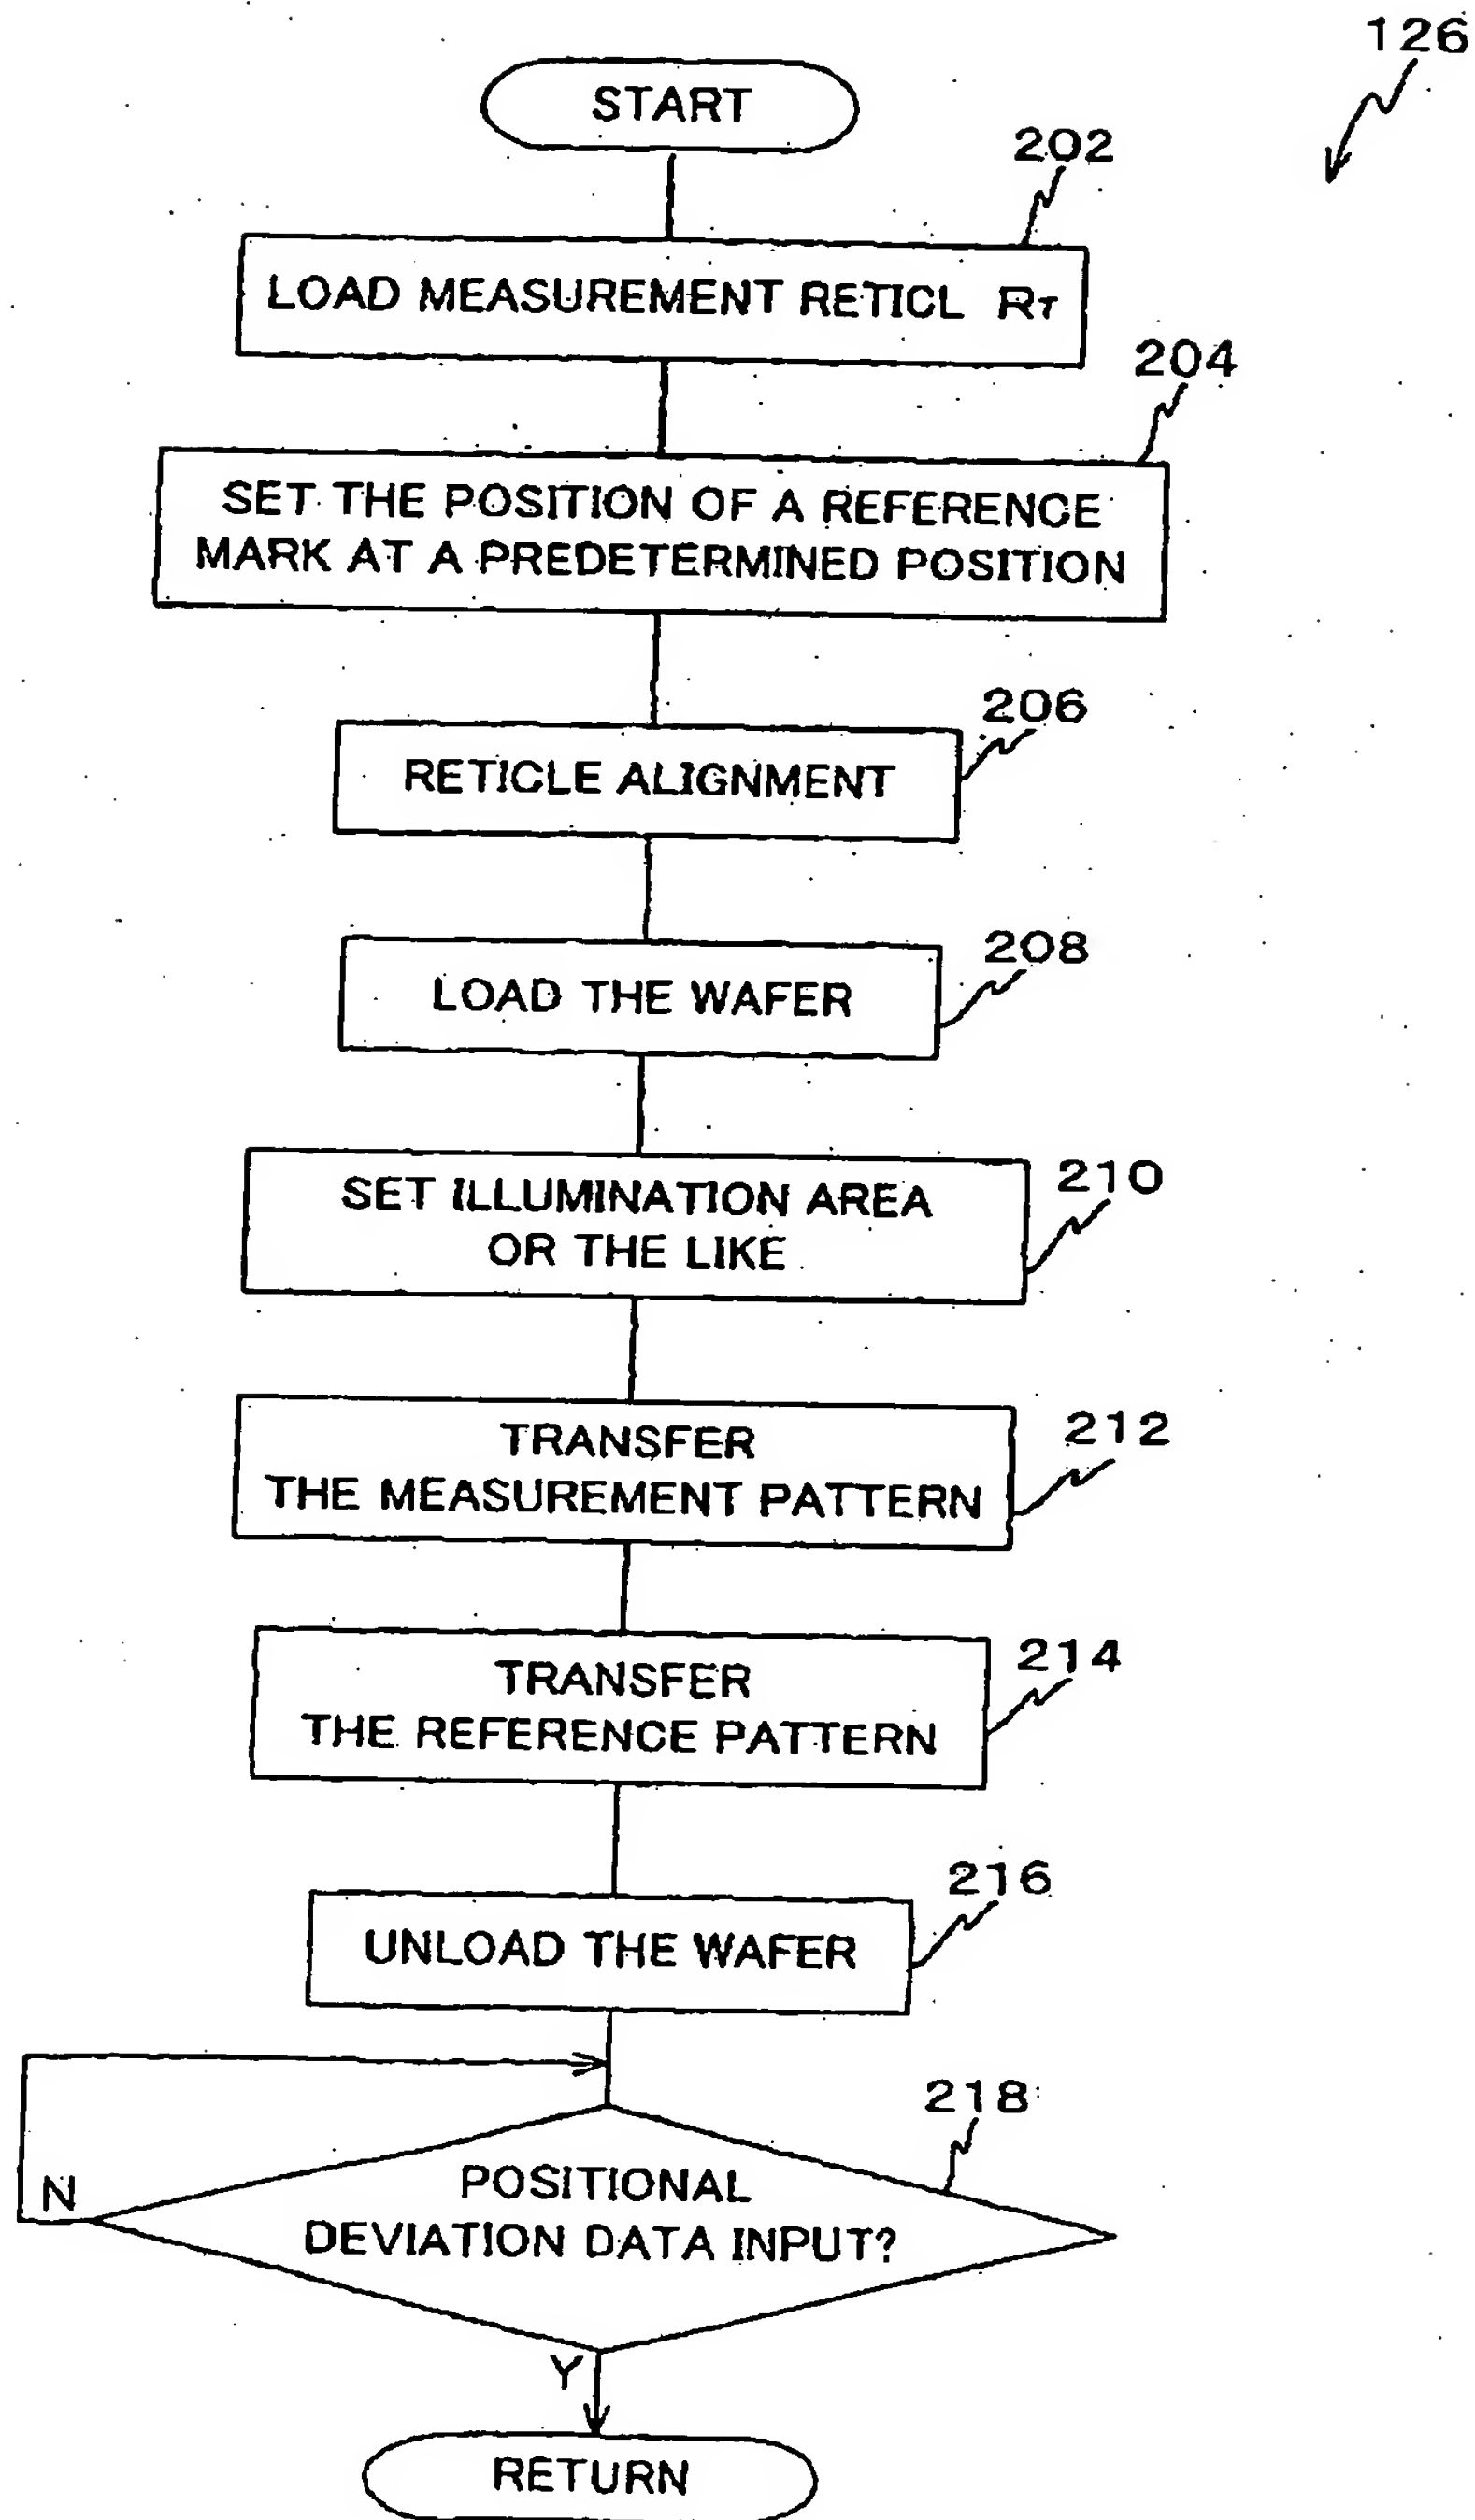 126
START
202
LOAD MEASUREMENT RETICL RT
204
SET THE POSITION OF A REFERENCE
MARK AT A PREDETERMINED POSITION
206
RETICLE ALIGNMENT
208
LOAD THE WAFER
210
SET ILLUMINATION AREA
OR THE LIKE
212
TRANSFER
THE MEASUREMENT PATTERN
214
TRANSFER
THE REFERENCE PATTERN
216
UNLOAD THE WAFER
218
N
POSITIONAL
DEVIATION DATA INPUT?
Y
RETURN